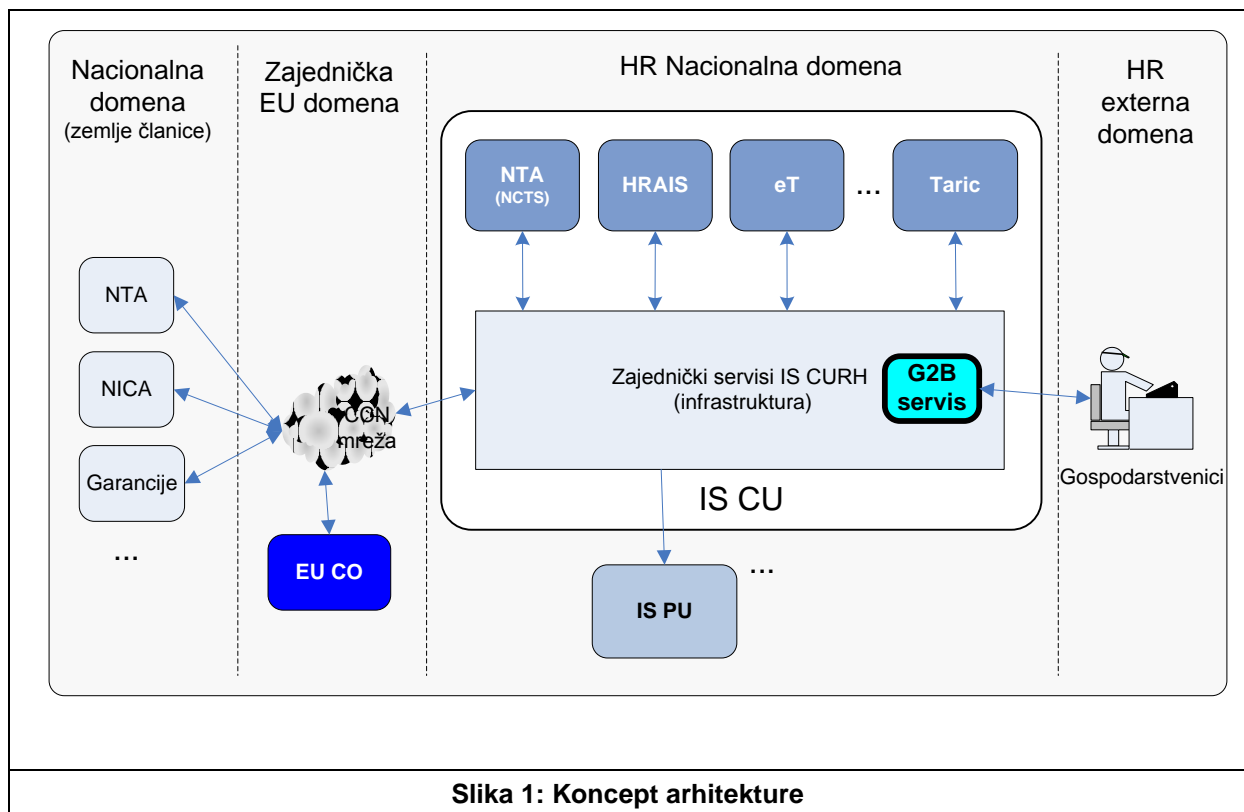 Nacionalna
domena
(zemlje članice)
Zajednička
EU domena
HR Nacionalna domena
HR
externa
domena
NTA
(NCTS)
HRAIS
eT
...
Taric
NTA
NICA
Garancije
...
CCN
mreža
EU CO
Zajednički servisi IS CURH
(infrastruktura)
G2B
servis
IS CU
Gospodarstvenici
IS PU
...
Slika 1: Koncept arhitekture